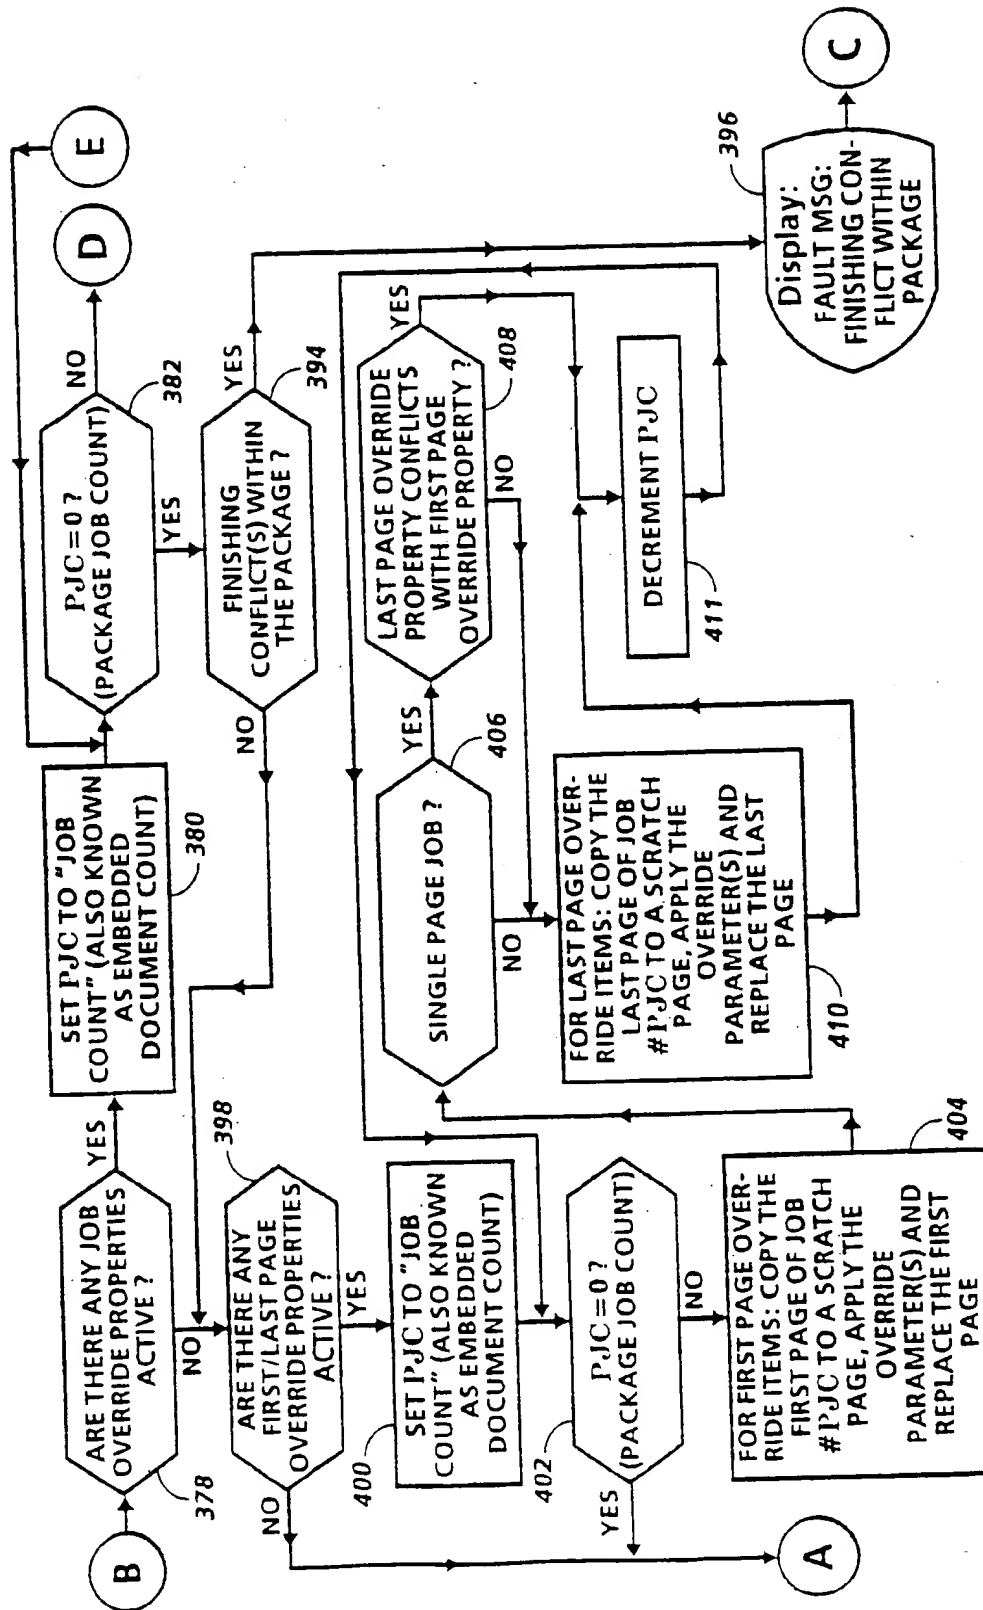 B
ARE THERE ANY JOB
OVERRIDE PROPERTIES
ACTIVE ?
378
YES
NO
SET PJC TO "JOB
COUNT" (ALSO KNOWN
AS EMBEDDED
DOCUMENT COUNT)
380
PJC=0 ?
(PACKAGE JOB COUNT)
382
NO
YES
D
E
FINISHING
CONFLICT(S) WITHIN
THE PACKAGE ?
394
YES
NO
ARE THERE ANY
FIRST/LAST PAGE
OVERRIDE PROPERTIES
ACTIVE ?
398
NO
YES
SET PJC TO "JOB
COUNT" (ALSO KNOWN
AS EMBEDDED
DOCUMENT COUNT)
400
PJC=0 ?
(PACKAGE JOB COUNT)
402
YES
NO
A
FOR FIRST PAGE OVER-
RIDE ITEMS: COPY THE
FIRST PAGE OF JOB
#PJC TO A SCRATCH
PAGE, APPLY THE
OVERRIDE
PARAMETER(S) AND
REPLACE THE FIRST
PAGE
404
SINGLE PAGE JOB ?
406
YES
NO
LAST PAGE OVERRIDE
PROPERTY CONFLICTS
WITH FIRST PAGE
OVERRIDE PROPERTY ?
408
YES
NO
FOR LAST PAGE OVER-
RIDE ITEMS: COPY THE
LAST PAGE OF JOB
#PJC TO A SCRATCH
PAGE, APPLY THE
OVERRIDE
PARAMETER(S) AND
REPLACE THE LAST
PAGE
410
DECREMENT PJC
411
Display:
FAULT MSG:
FINISHING CON-
FLICT WITHIN
PACKAGE
396
C